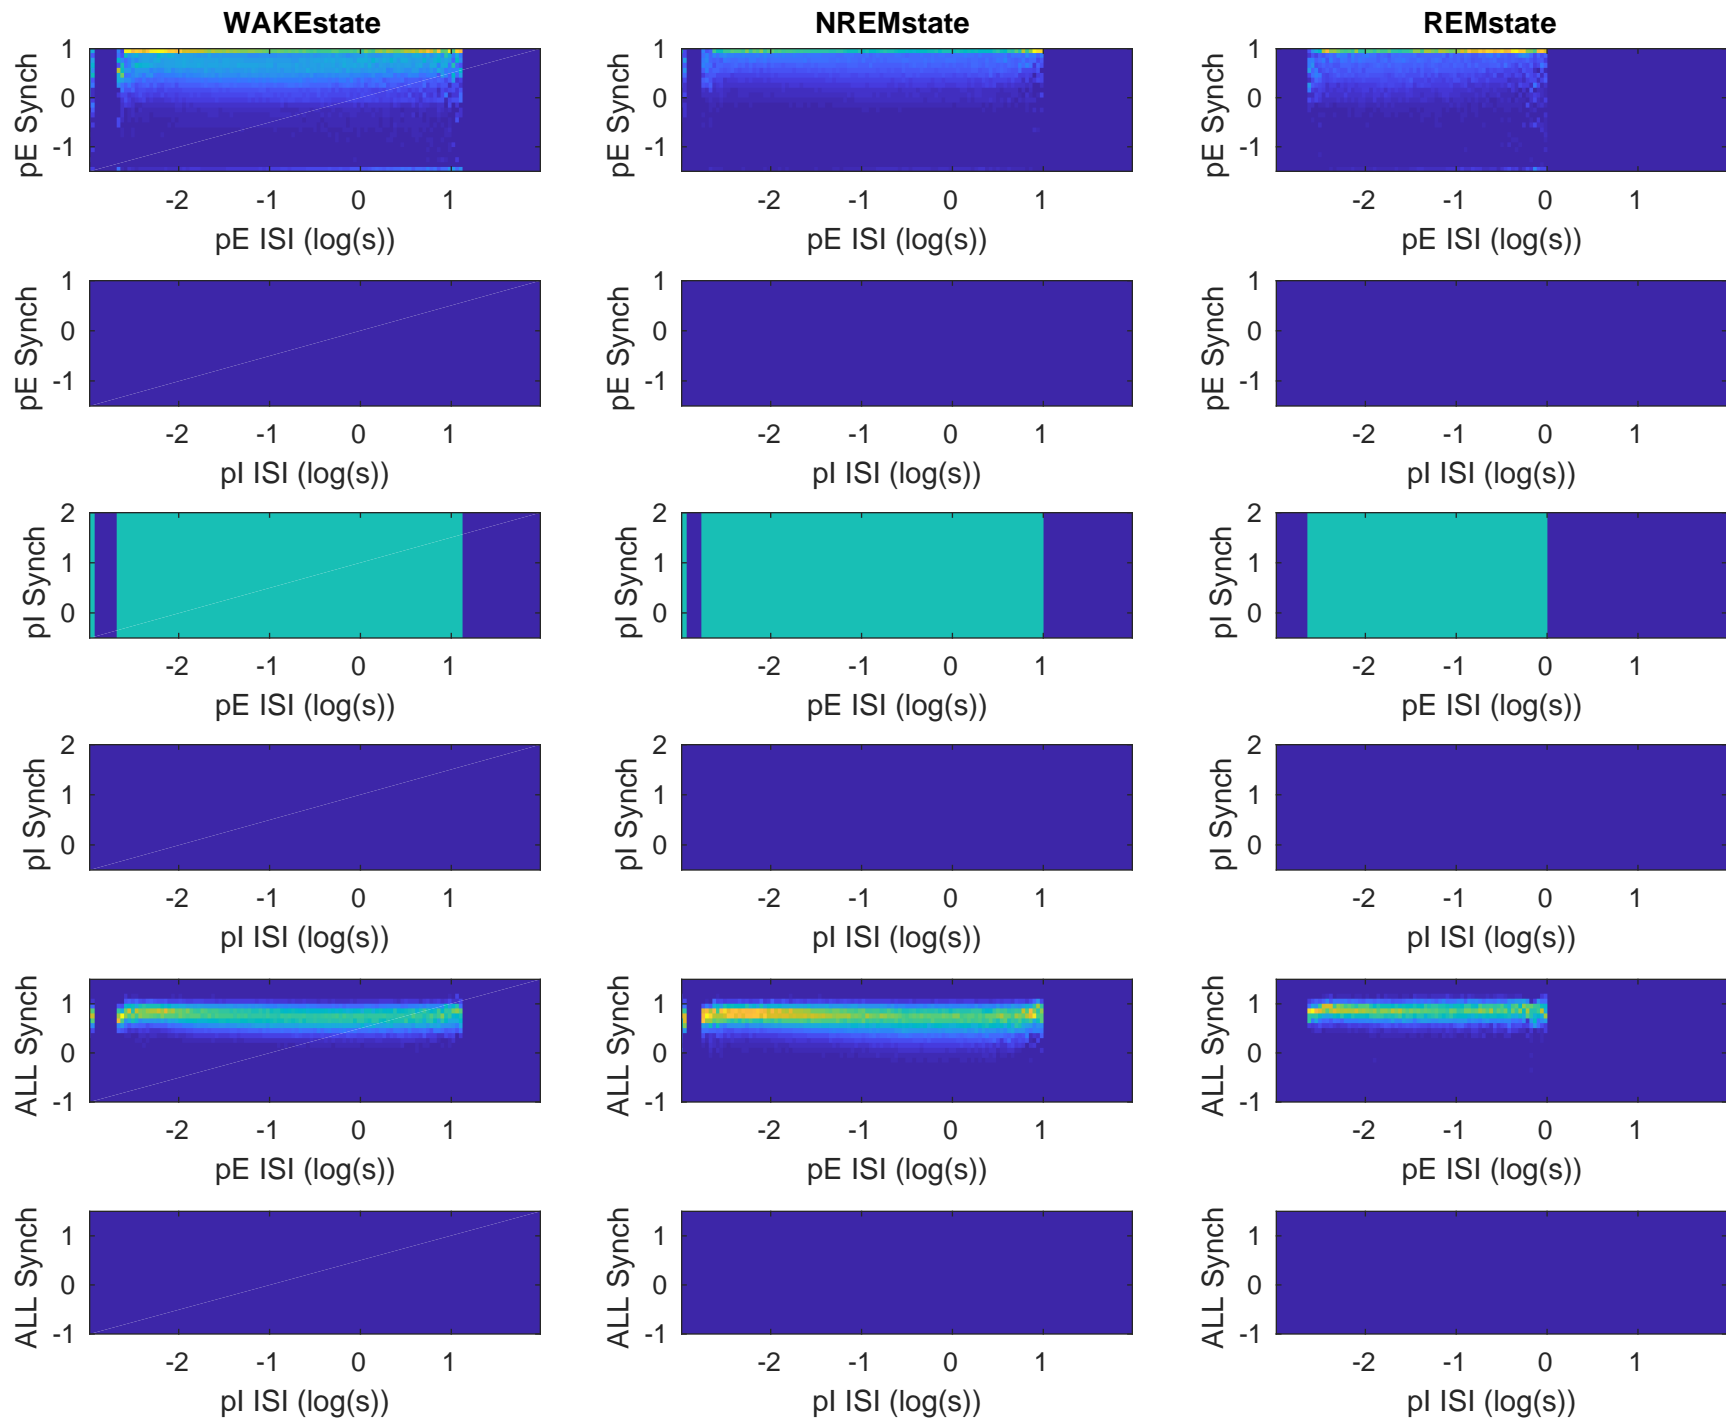 WAKEstate NREMstate REMstate
pE Synch 1 0 -1 pE Synch 1 0 -1 pE Synch 1 0 -1
-2 -1 0 1 -2 -1 0 1 -2 -1 0 1
pE ISI (log(s)) pE ISI (log(s)) pE ISI (log(s))
pE Synch 1 0 -1 pE Synch 1 0 -1 pE Synch 1 0 -1
-2 -1 0 1 -2 -1 0 1 -2 -1 0 1
pI ISI (log(s)) pI ISI (log(s)) pI ISI (log(s))
pI Synch 2 1 0 pI Synch 2 1 0 pI Synch 2 1 0
-2 -1 0 1 -2 -1 0 1 -2 -1 0 1
pE ISI (log(s)) pE ISI (log(s)) pE ISI (log(s))
pI Synch 2 1 0 pI Synch 2 1 0 pI Synch 2 1 0
-2 -1 0 1 -2 -1 0 1 -2 -1 0 1
pI ISI (log(s)) pI ISI (log(s)) pI ISI (log(s))
ALL Synch 1 0 -1 ALL Synch 1 0 -1 ALL Synch 1 0 -1
-2 -1 0 1 -2 -1 0 1 -2 -1 0 1
pE ISI (log(s)) pE ISI (log(s)) pE ISI (log(s))
ALL Synch 1 0 -1 ALL Synch 1 0 -1 ALL Synch 1 0 -1
-2 -1 0 1 -2 -1 0 1 -2 -1 0 1
pI ISI (log(s)) pI ISI (log(s)) pI ISI (log(s))